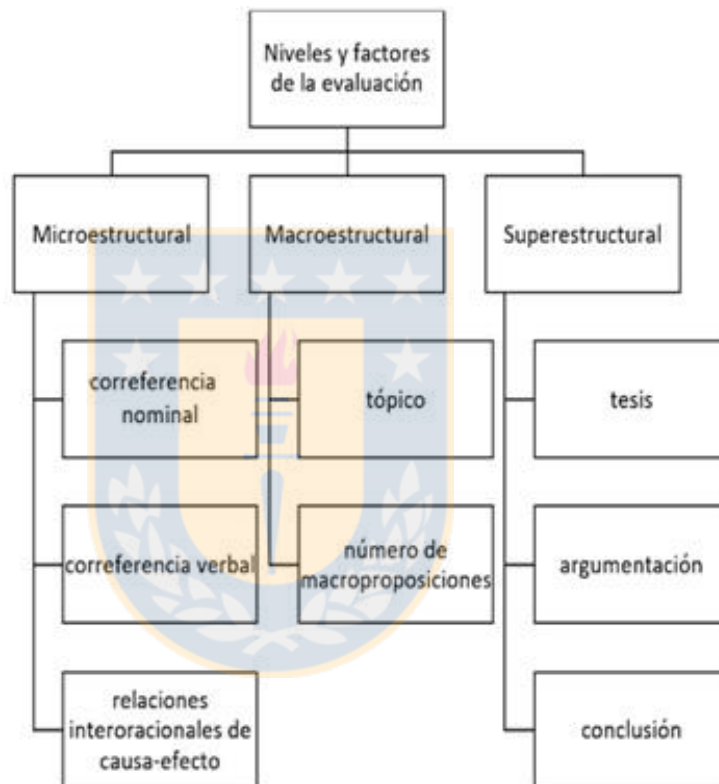 Niveles y factores
de la evaluación
Microestructural
Macroestructural
Superestructural
correferencia
nominal
tópico
tesis
correferencia verbal
número de
macroproposiciones
argumentación
relaciones
interoracionales de
causa-efecto
conclusión